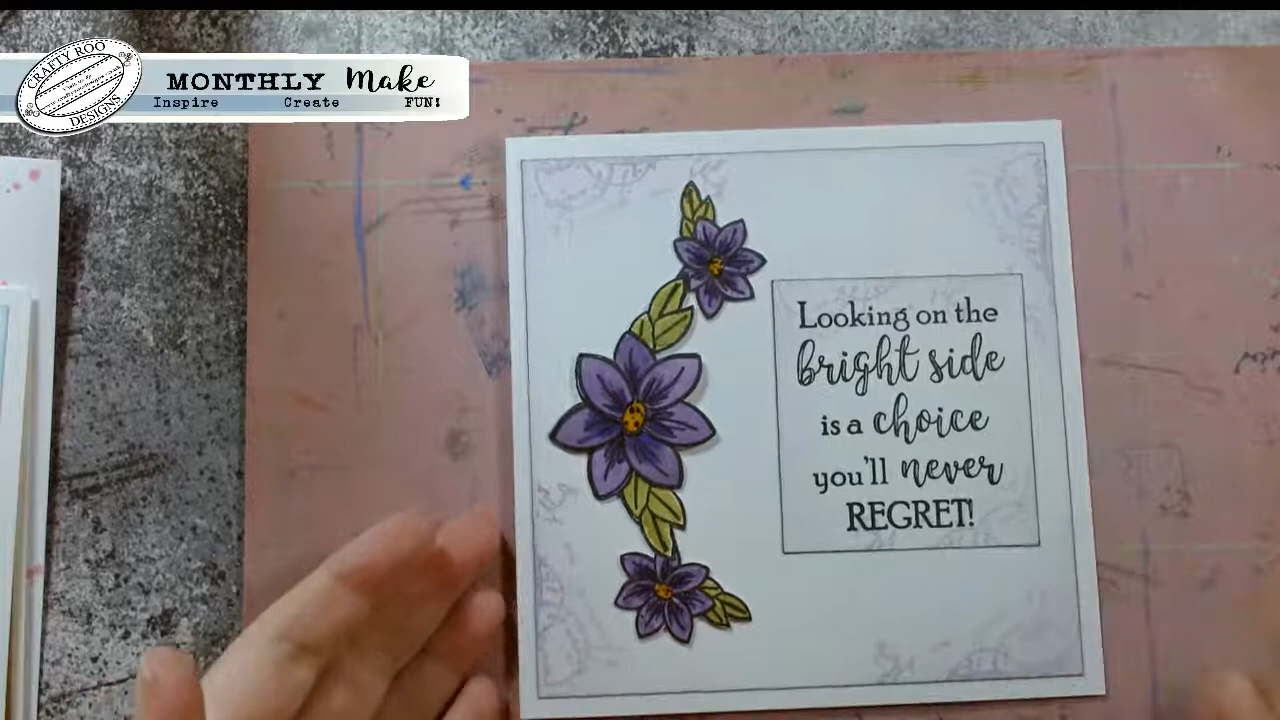 CRAFTY ROO
DESIGNS
MONTHLY Make
Inspire Create FUN!
Looking on the
bright side
is a choice
you'll never
REGRET!